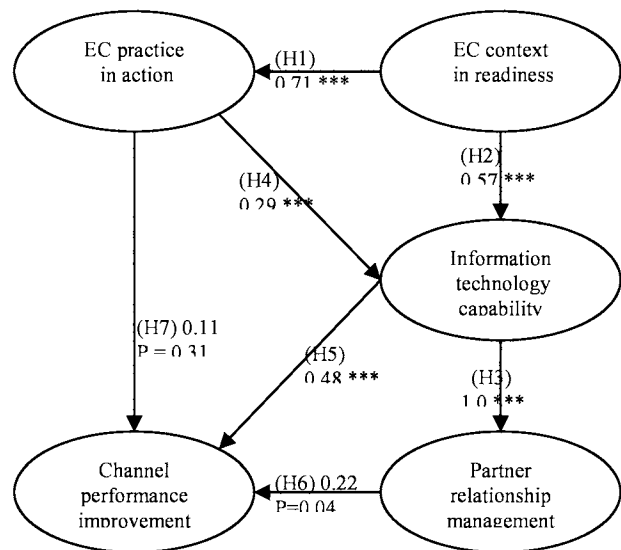 EC practice
in action
(H1)
0.71 ***
EC context
in readiness
(H2)
0.57 ***
(H4)
0.29 ***
Information
technology
capability
(H7) 0.11
P = 0.31
(H5)
0.48 ***
(H3)
1.0 ***
Channel
performance
improvement
(H6) 0.22
P=0.04
Partner
relationship
management